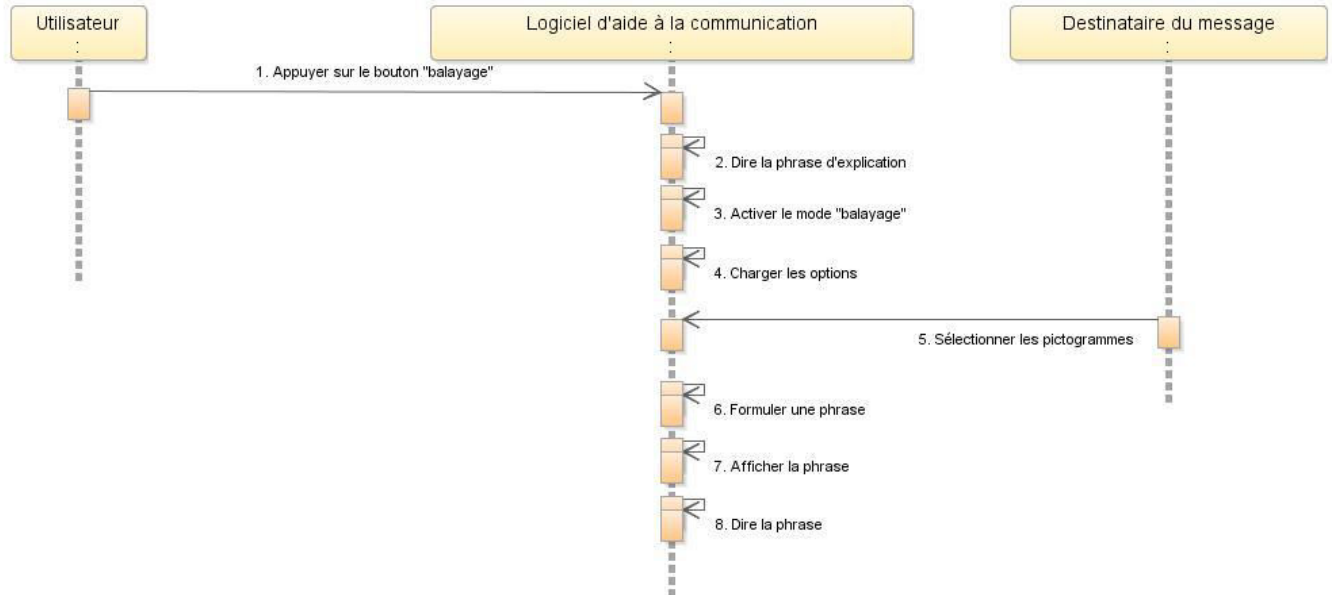 Utilisateur
:
Logiciel d'aide à la communication
:
Destinataire du message
:
1. Appuyer sur le bouton "balayage"
2. Dire la phrase d'explication
3. Activer le mode "balayage"
4. Charger les options
5. Sélectionner les pictogrammes
6. Formuler une phrase
7. Afficher la phrase
8. Dire la phrase